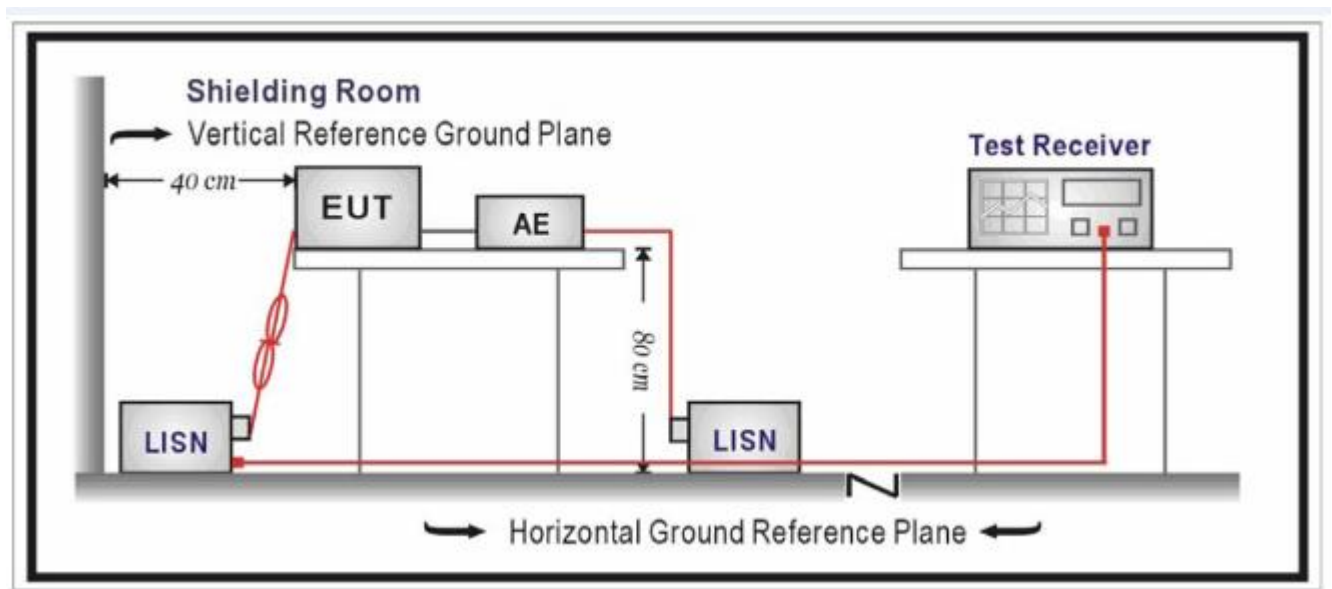 Shielding Room
Vertical Reference Ground Plane
40 cm
EUT
AE
Test Receiver
80 cm
LISN
LISN
Horizontal Ground Reference Plane